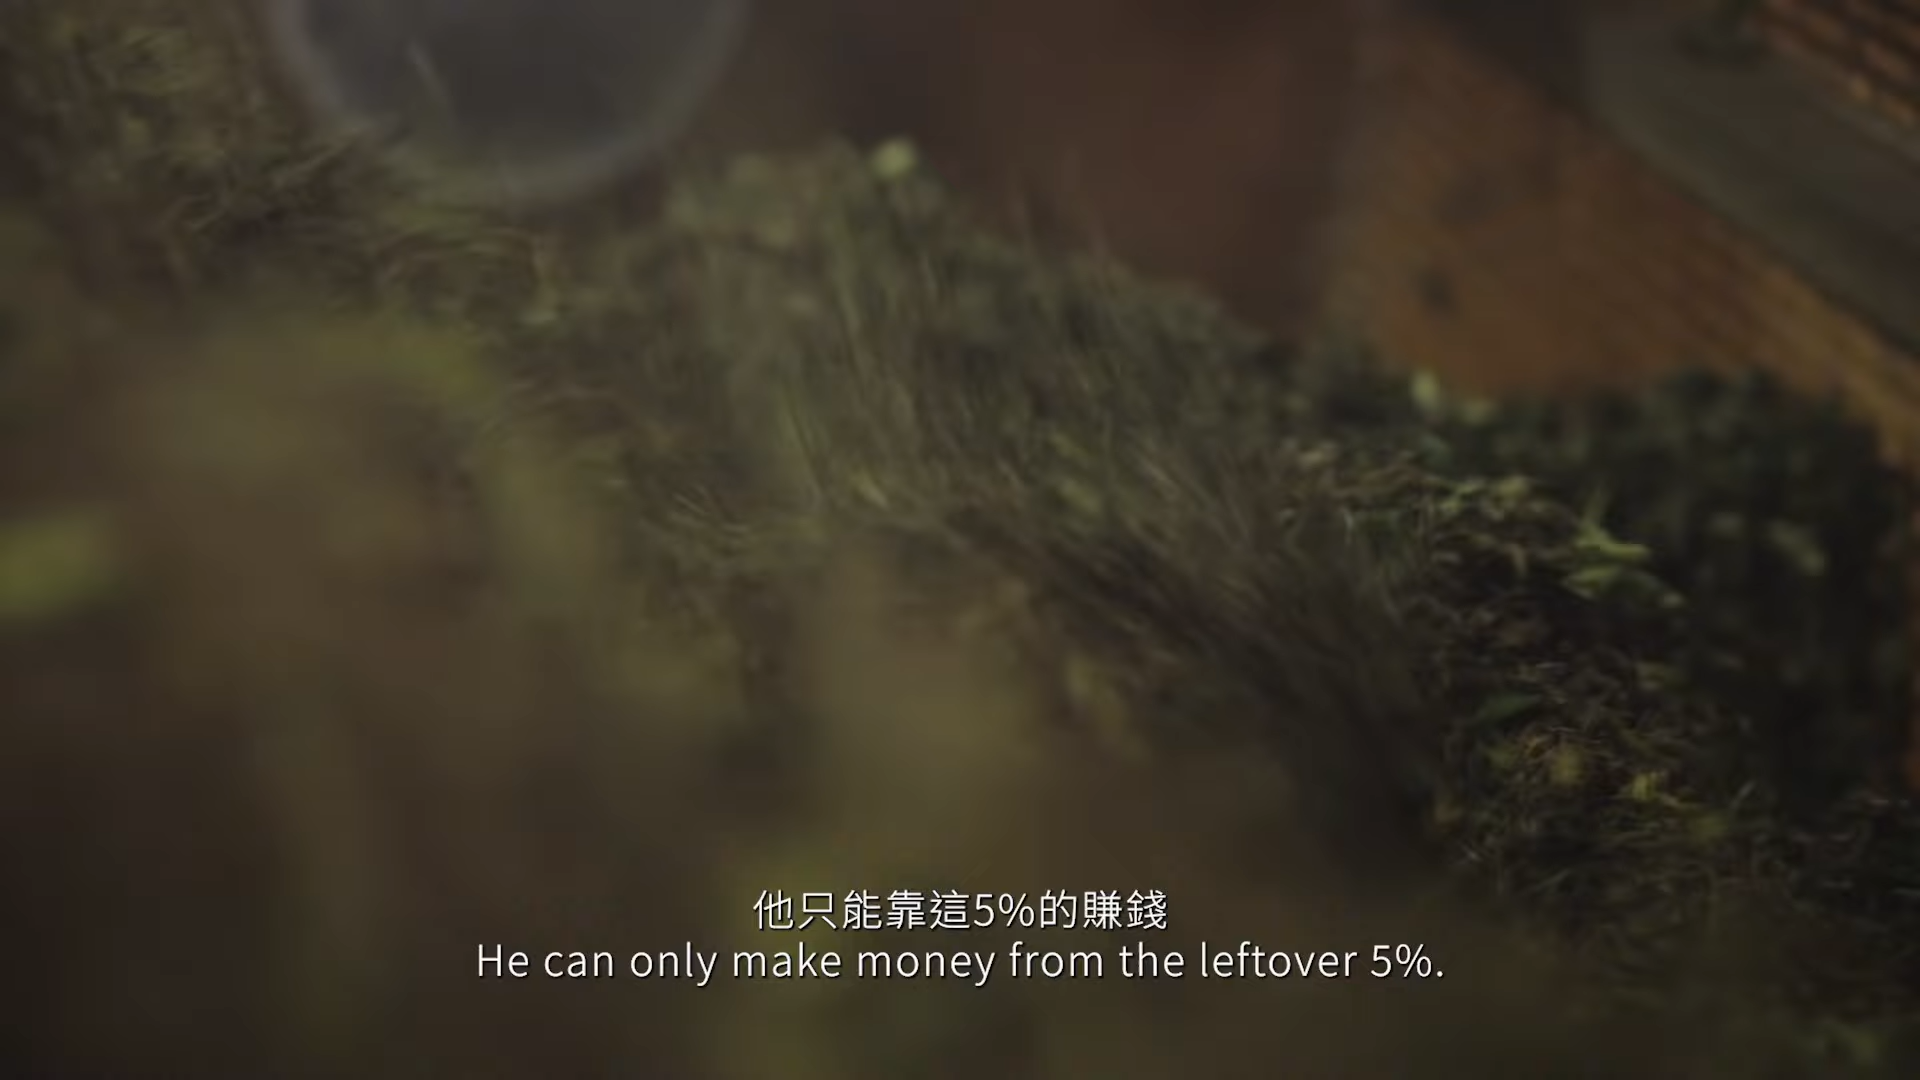 他只能靠這5%的賺錢
He can only make money from the leftover 5%.